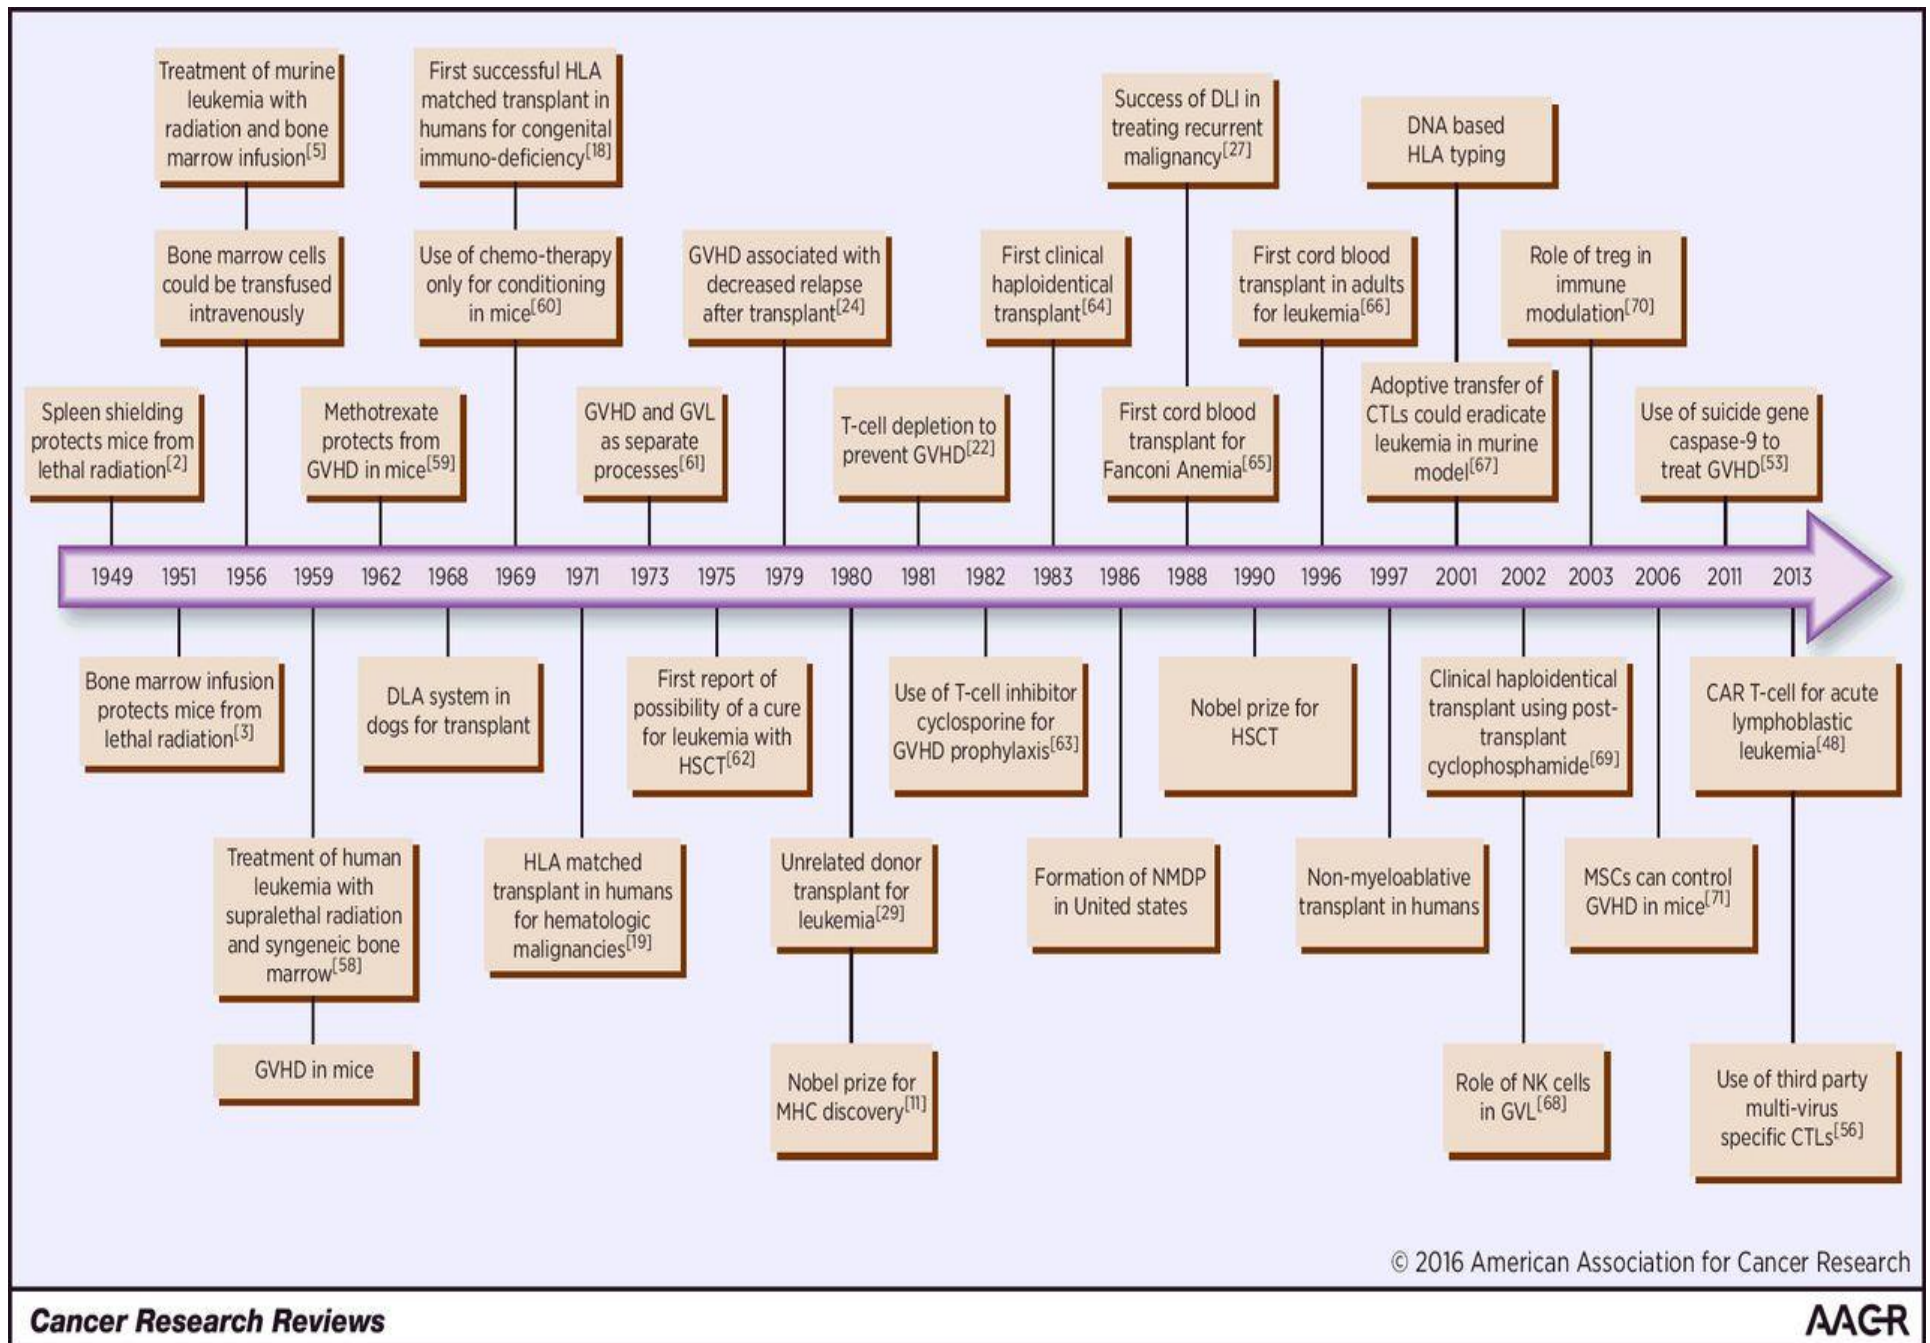 Treatment of murine
leukemia with
radiation and bone
marrow infusion[5]
First successful HLA
matched transplant in
humans for congenital
immuno-deficiency[18]
Success of DLI in
treating recurrent
malignancy[27]
DNA based
HLA typing
Bone marrow cells
could be transfused
intravenously
Use of chemo-therapy
only for conditioning
in mice[60]
GVHD associated with
decreased relapse
after transplant[24]
First clinical
haploidentical
transplant[64]
First cord blood
transplant in adults
for leukemia[66]
Role of treg in
immune
modulation[70]
Spleen shielding
protects mice from
lethal radiation[2]
Methotrexate
protects from
GVHD in mice[59]
GVHD and GVL
as separate
processes[61]
T-cell depletion to
prevent GVHD[22]
First cord blood
transplant for
Fanconi Anemia[65]
Adoptive transfer of
CTLs could eradicate
leukemia in murine
model[67]
Use of suicide gene
caspase-9 to
treat GVHD[53]
1949 1951 1956 1959 1962 1968 1969 1971 1973 1975 1979 1980 1981 1982 1983 1986 1988 1990 1996 1997 2001 2002 2003 2006 2011 2013
Bone marrow infusion
protects mice from
lethal radiation[3]
DLA system in
dogs for transplant
First report of
possibility of a cure
for leukemia with
HSCT[62]
Use of T-cell inhibitor
cyclosporine for
GVHD prophylaxis[63]
Nobel prize for
HSCT
Clinical haploidentical
transplant using post-
transplant
cyclophosphamide[69]
CAR T-cell for acute
lymphoblastic
leukemia[48]
Treatment of human
leukemia with
supralethal radiation
and syngeneic bone
marrow[58]
HLA matched
transplant in humans
for hematologic
malignancies[19]
Unrelated donor
transplant for
leukemia[29]
Formation of NMDP
in United states
Non-myeloablative
transplant in humans
MSCs can control
GVHD in mice[71]
GVHD in mice
Nobel prize for
MHC discovery[11]
Role of NK cells
in GVL[68]
Use of third party
multi-virus
specific CTLs[56]
© 2016 American Association for Cancer Research
Cancer Research Reviews
AACR